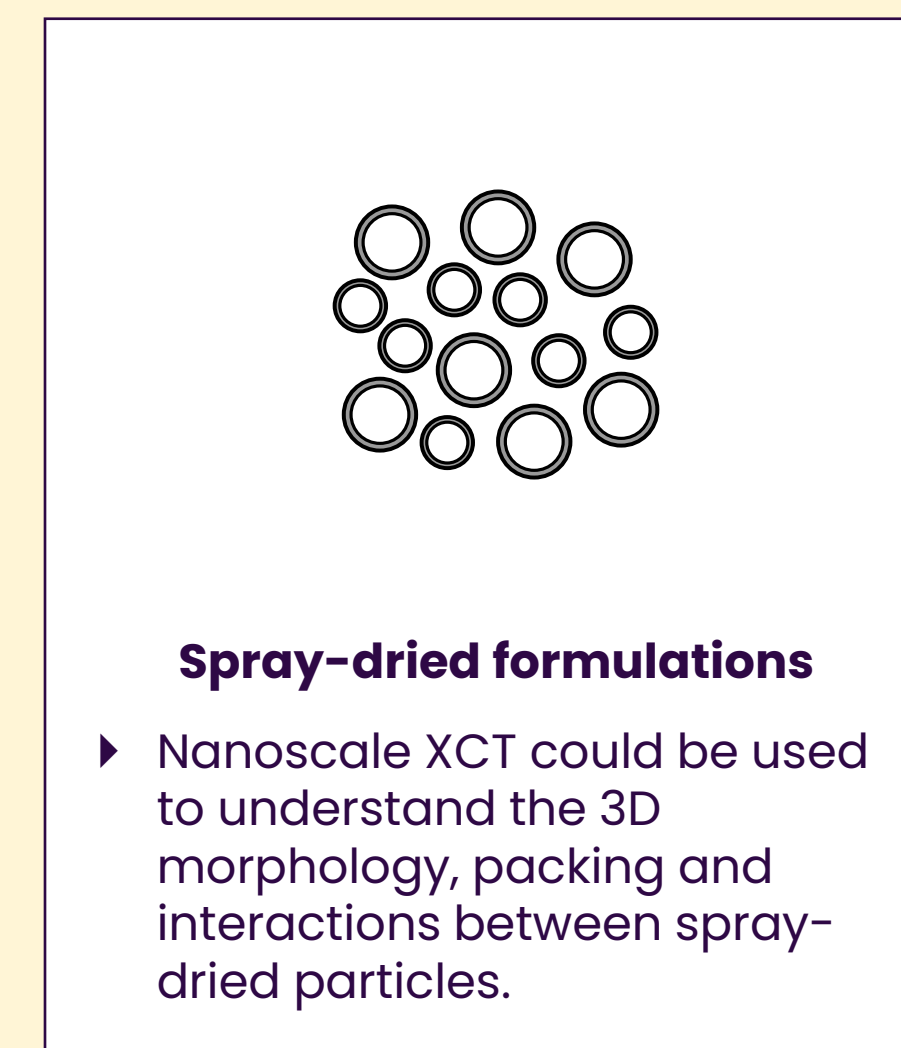 Spray-dried formulations
Nanoscale XCT could be used
to understand the 3D
morphology, packing and
interactions between spray-
dried particles.